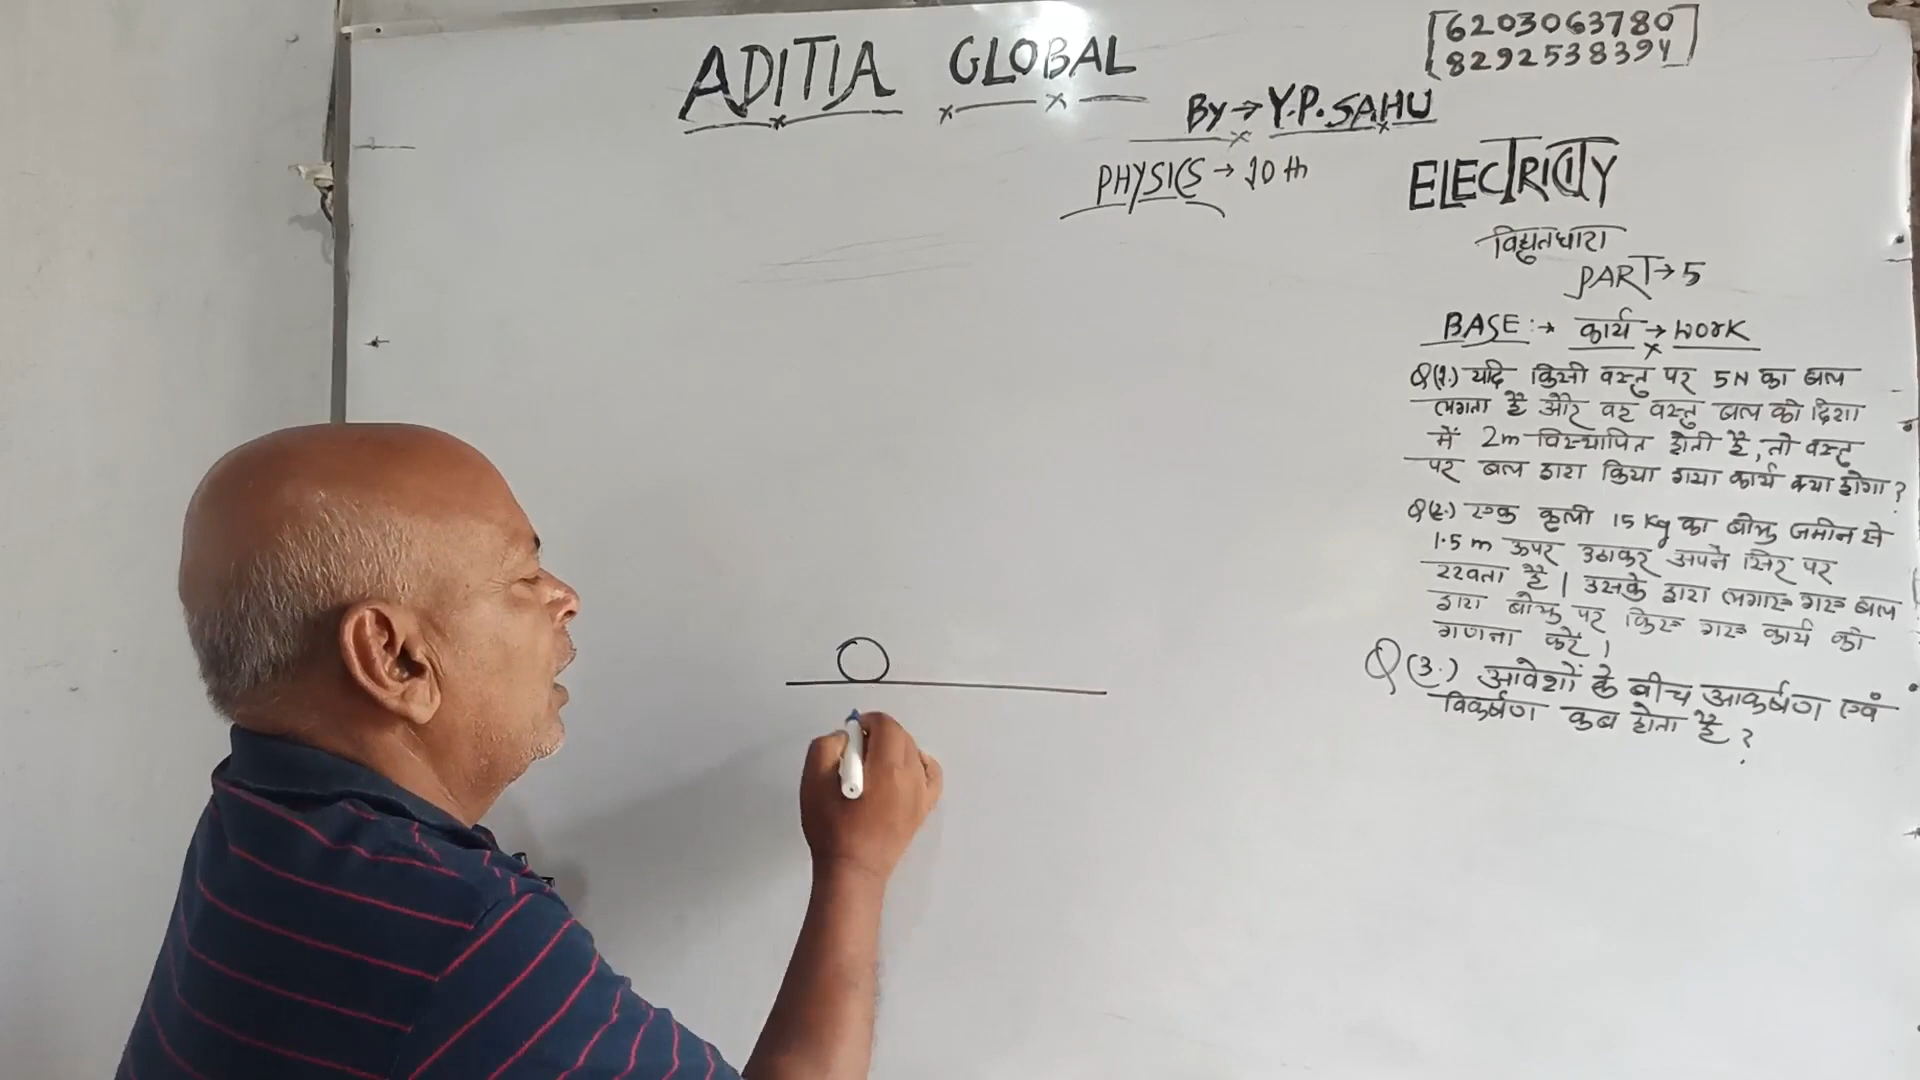 ADITIA GLOBAL
[6203063780
8292538394]
By → Y.P. SAHU
PHYSICS → 10 th
ELECTRICITY
विद्युतधारा
PART → 5
BASE :→ कार्य → WORK
Q(1.) यदि किसी वस्तु पर 5N का बल
लगता है और वह वस्तु बल की दिशा
में 2m विस्थापित होती है, तो वस्तु
पर बल द्वारा किया गया कार्य क्या होगा?
Q(2.) एक कुली 15 Kg का बोझ जमीन से
1.5 m ऊपर उठाकर अपने सिर पर
रखता है। उसके द्वारा लगाए गए बल
द्वारा बोझ पर किए गए कार्य की
गणना करें।
Q(3.) आवेशों के बीच आकर्षण एवं
विकर्षण कब होता है?